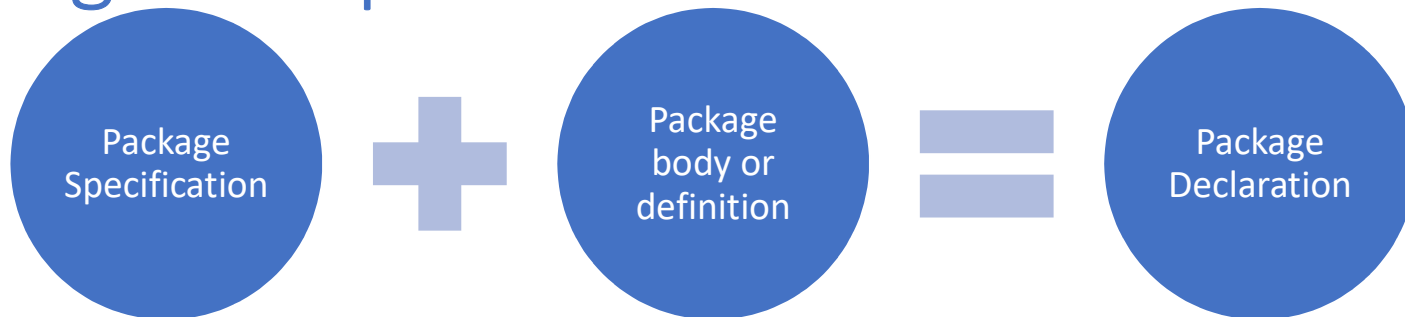 Package
Specification
Package
body or
definition
Package
Declaration